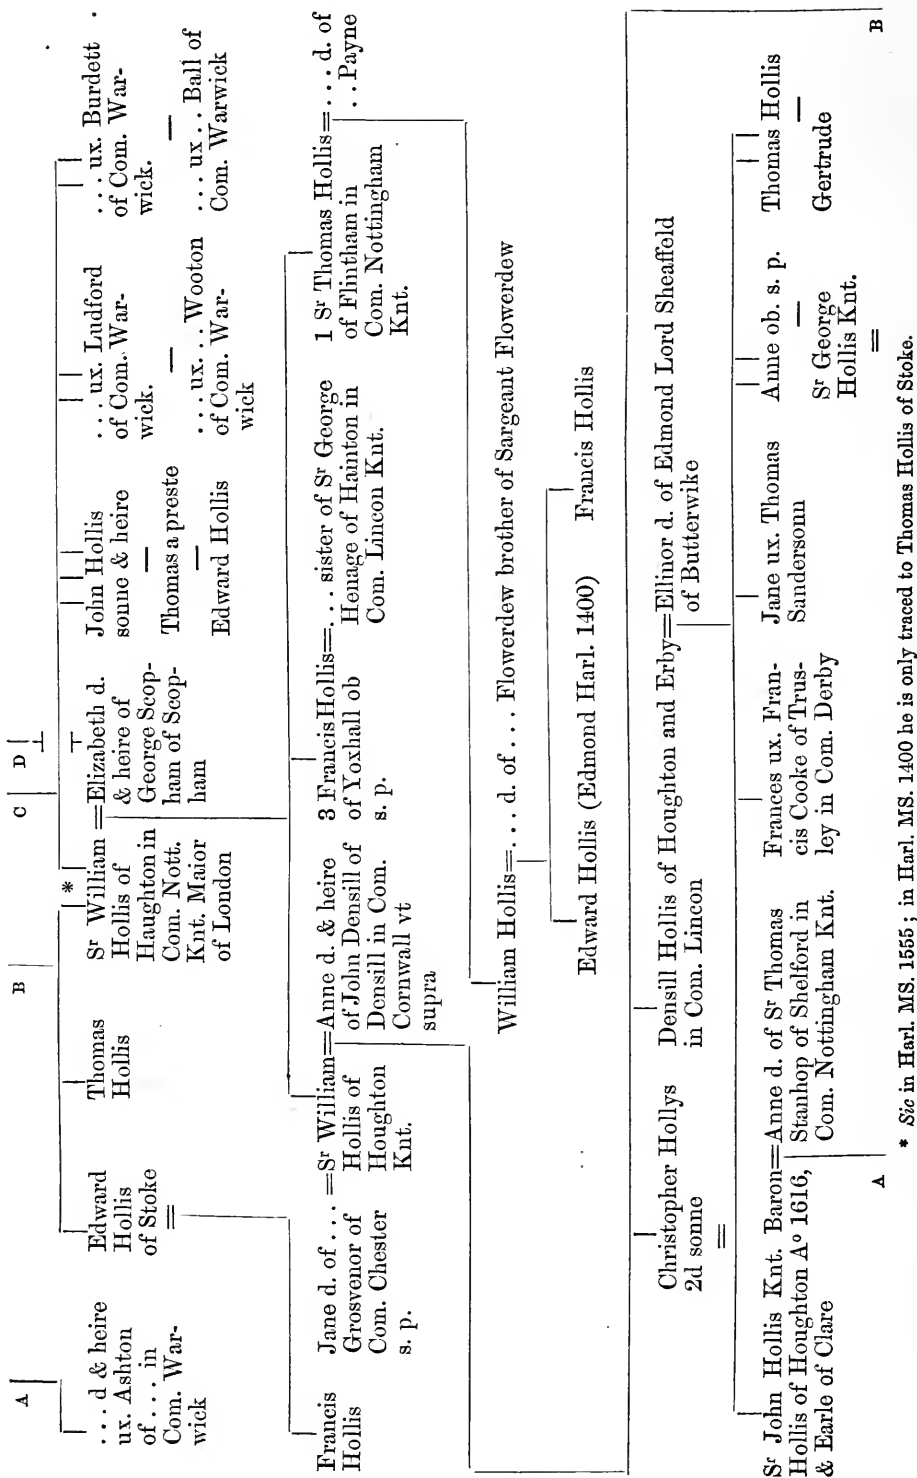 A
B
C
D
... d & heire
ux. Ashton
of .... in
Com. War-
wick
Edward
Hollis
of Stoke
=
Thomas
Hollis
*
Sr William =Elizabeth d.
Hollis of & heire of
Haughton in George Scop-
Com. Nott. ham of Scop-
Knt. Maior ham
of London
John Hollis
sonne & heire
—
Thomas a preste
—
Edward Hollis
... ux. Ludford
of Com. War-
wick.
—
...ux...Wooton
of Com. War-
wick
... ux. Burdett
of Com. War-
wick.
—
... ux .. Ball of
Com. Warwick
Francis
Hollis
Jane d. of ... =Sr William=Anne d. & heire
Grosvenor of Hollis of of John Densill of
Com. Chester Houghton Densill in Com.
s. p. Knt. Cornwall vt
supra
3 Francis Hollis=... sister of Sr George
of Yoxhall ob Henage of Hainton in
s. p. Com. Lincon Knt.
1 Sr Thomas Hollis=... d. of
of Flintham in .. Payne
Com. Nottingham
Knt.
William Hollis=... d. of... Flowerdew brother of Sargeant Flowerdew
Edward Hollis (Edmond Harl. 1400) Francis Hollis
Christopher Hollys
2d sonne
=
Densill Hollis of Houghton and Erby=Ellinor d. of Edmond Lord Sheaffeld
in Com. Lincon of Butterwike
Sr John Hollis Knt. Baron=Anne d. of Sr Thomas
Hollis of Houghton Ao 1616, Stanhop of Shelford in
& Earle of Clare Com. Nottingham Knt.
A
Frances ux. Fran-
cis Cooke of Trus-
ley in Com. Derby
Jane ux. Thomas
Sandersonn
Anne ob. s. p.
—
Sr George
Hollis Knt.
=
Thomas Hollis
—
Gertrude
B
* Sic in Harl. MS. 1555; in Harl. MS. 1400 he is only traced to Thomas Hollis of Stoke.